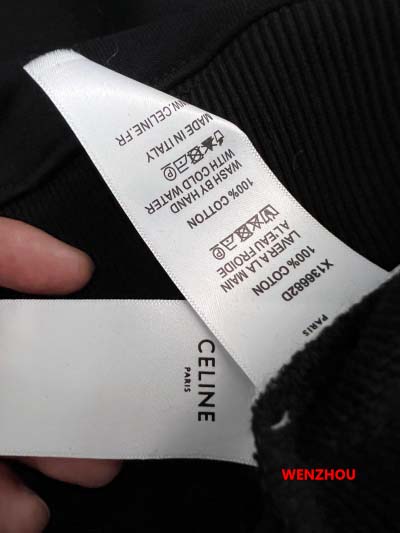 X138682D
100% COTON
LAVER A LA MAIN
A L'EAU FROIDE
100% COTTON
WASH BY HAND
WITH COLD WATER
MADE IN ITALY
WWW.CELINE.FR
PARIS
CELINE
PARIS
WENZHOU